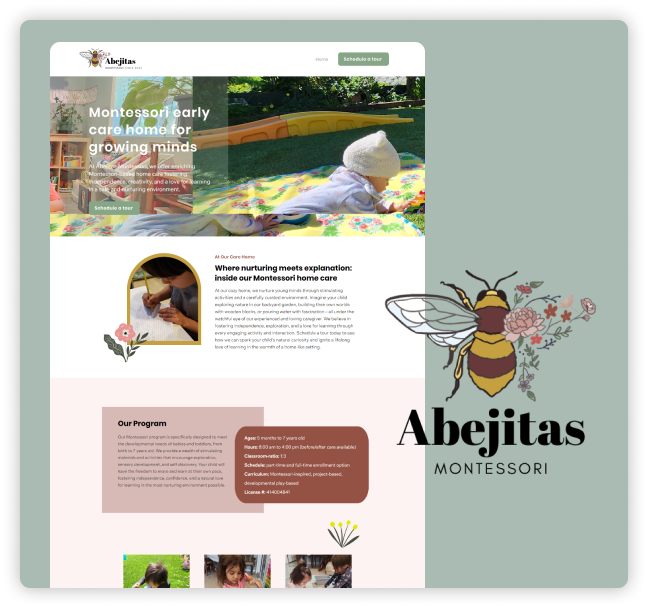 Abejitas
Home
Schedule a tour
Montessori early
care home for
growing minds
At Abejitas Montessori, we offer enriching
Montessori-based home care fostering
independence, creativity, and a love for learning
in a safe and nurturing environment.
Schedule a tour
At Our Care Home
Where nurturing meets explanation:
inside our Montessori home care
At our cozy home, we nurture young minds through stimulating
activities and a carefully curated environment. Imagine your child
exploring nature in our backyard garden, building their own worlds
with wooden blocks, or pouring water with fascination – all under the
watchful eye of our experienced and loving caregiver. We believe in
fostering independence, exploration, and a love for learning through
every engaging activity and interaction. Schedule a tour today to see
how we can spark your child's natural curiosity and ignite a lifelong
love of learning in the warmth of a home-like setting.
Our Program
Our Montessori program is specifically designed to meet
the developmental needs of babies and toddlers, from
birth to 7 years old. We provide a wealth of stimulating
materials and activities that encourage exploration,
sensory development, and self-discovery. Your child will
have the freedom to move and learn at their own pace,
fostering independence, confidence, and a natural love
for learning in the most nurturing environment possible.
Ages: 0 months to 7 years old
Hours: 8:00 am to 4:00 pm (before/after care available)
Classroom-ratio: 1:3
Schedule: part-time and full-time enrollment option
Curriculum: Montessori-inspired, project-based,
developmental play-based
License #: 414004841
Abejitas
MONTESSORI